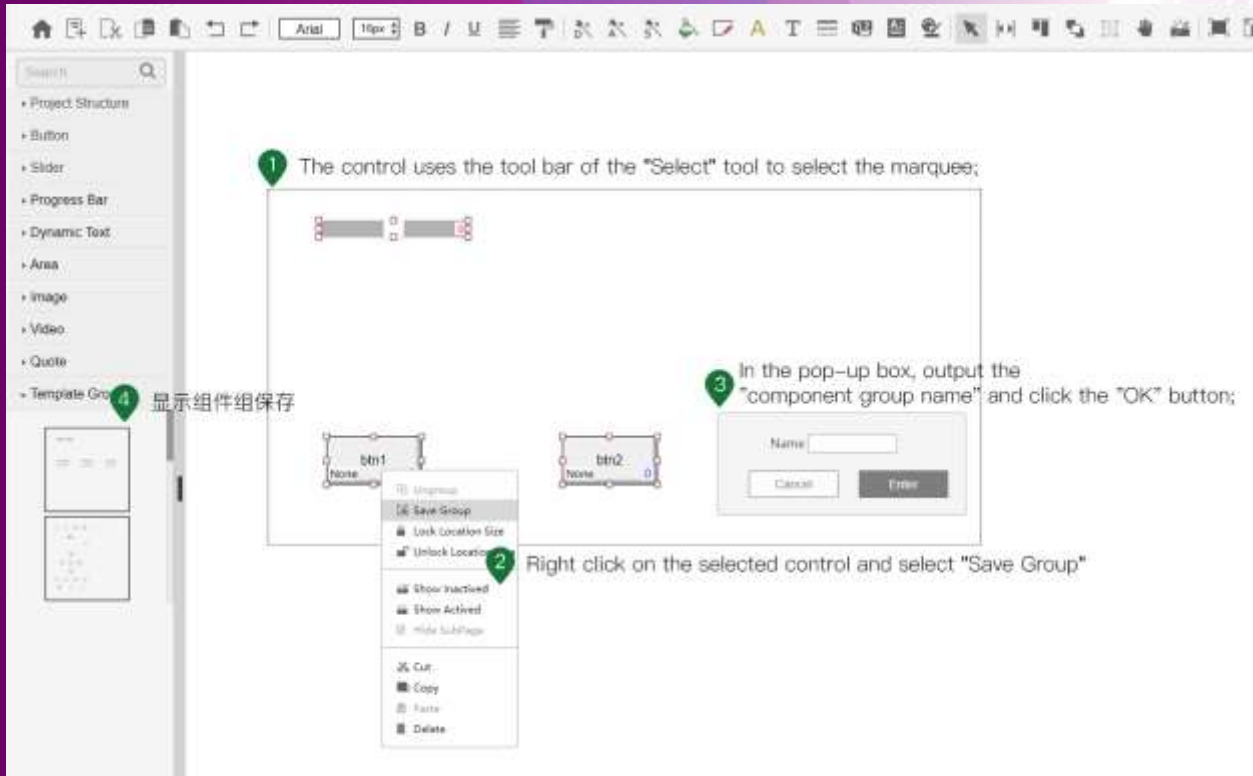 Arial 16px B I U A T
Search
Project Structure
Button
Slider
Progress Bar
Dynamic Text
Area
Image
Video
Quote
Template Gro
1 The control uses the tool bar of the "Select" tool to select the marquee;
3 In the pop-up box, output the
"component group name" and click the "OK" button;
4 显示组件组保存
Name
Cancel Enter
btn1
None
btn2
None 0
Ungroup
Save Group
Lock Location Size
Unlock Location
2 Right click on the selected control and select "Save Group"
Show Inactived
Show Actived
Hide SubPage
Cut
Copy
Paste
Delete